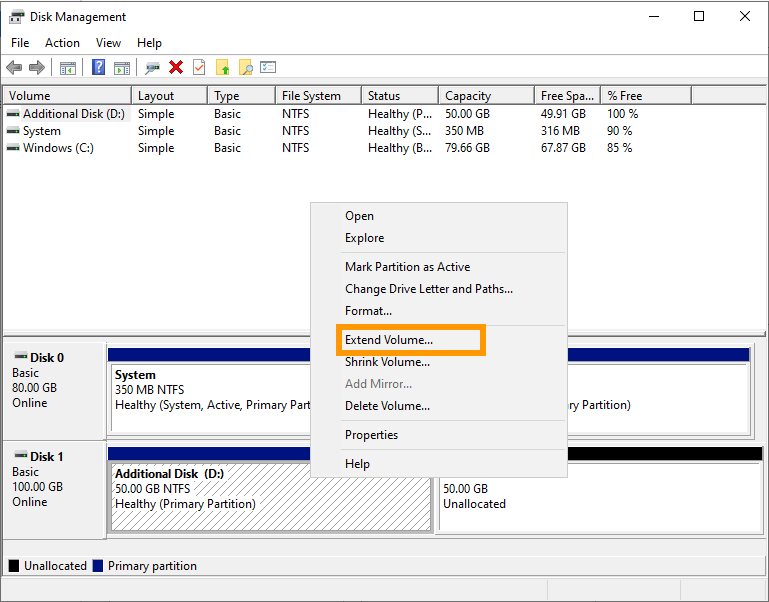 Disk Management
File Action View Help
Volume Layout Type File System Status Capacity Free Spa... % Free
Additional Disk (D:) Simple Basic NTFS Healthy (P... 50.00 GB 49.91 GB 100 %
System Simple Basic NTFS Healthy (S... 350 MB 316 MB 90 %
Windows (C:) Simple Basic NTFS Healthy (B... 79.66 GB 67.87 GB 85 %
Open
Explore
Mark Partition as Active
Change Drive Letter and Paths...
Format...
Extend Volume...
Shrink Volume...
Add Mirror...
Delete Volume...
Properties
Help
Disk 0
Basic
80.00 GB
Online
System
350 MB NTFS
Healthy (System, Active, Primary Part
ry Partition)
Disk 1
Basic
100.00 GB
Online
Additional Disk (D:)
50.00 GB NTFS
Healthy (Primary Partition)
50.00 GB
Unallocated
Unallocated Primary partition